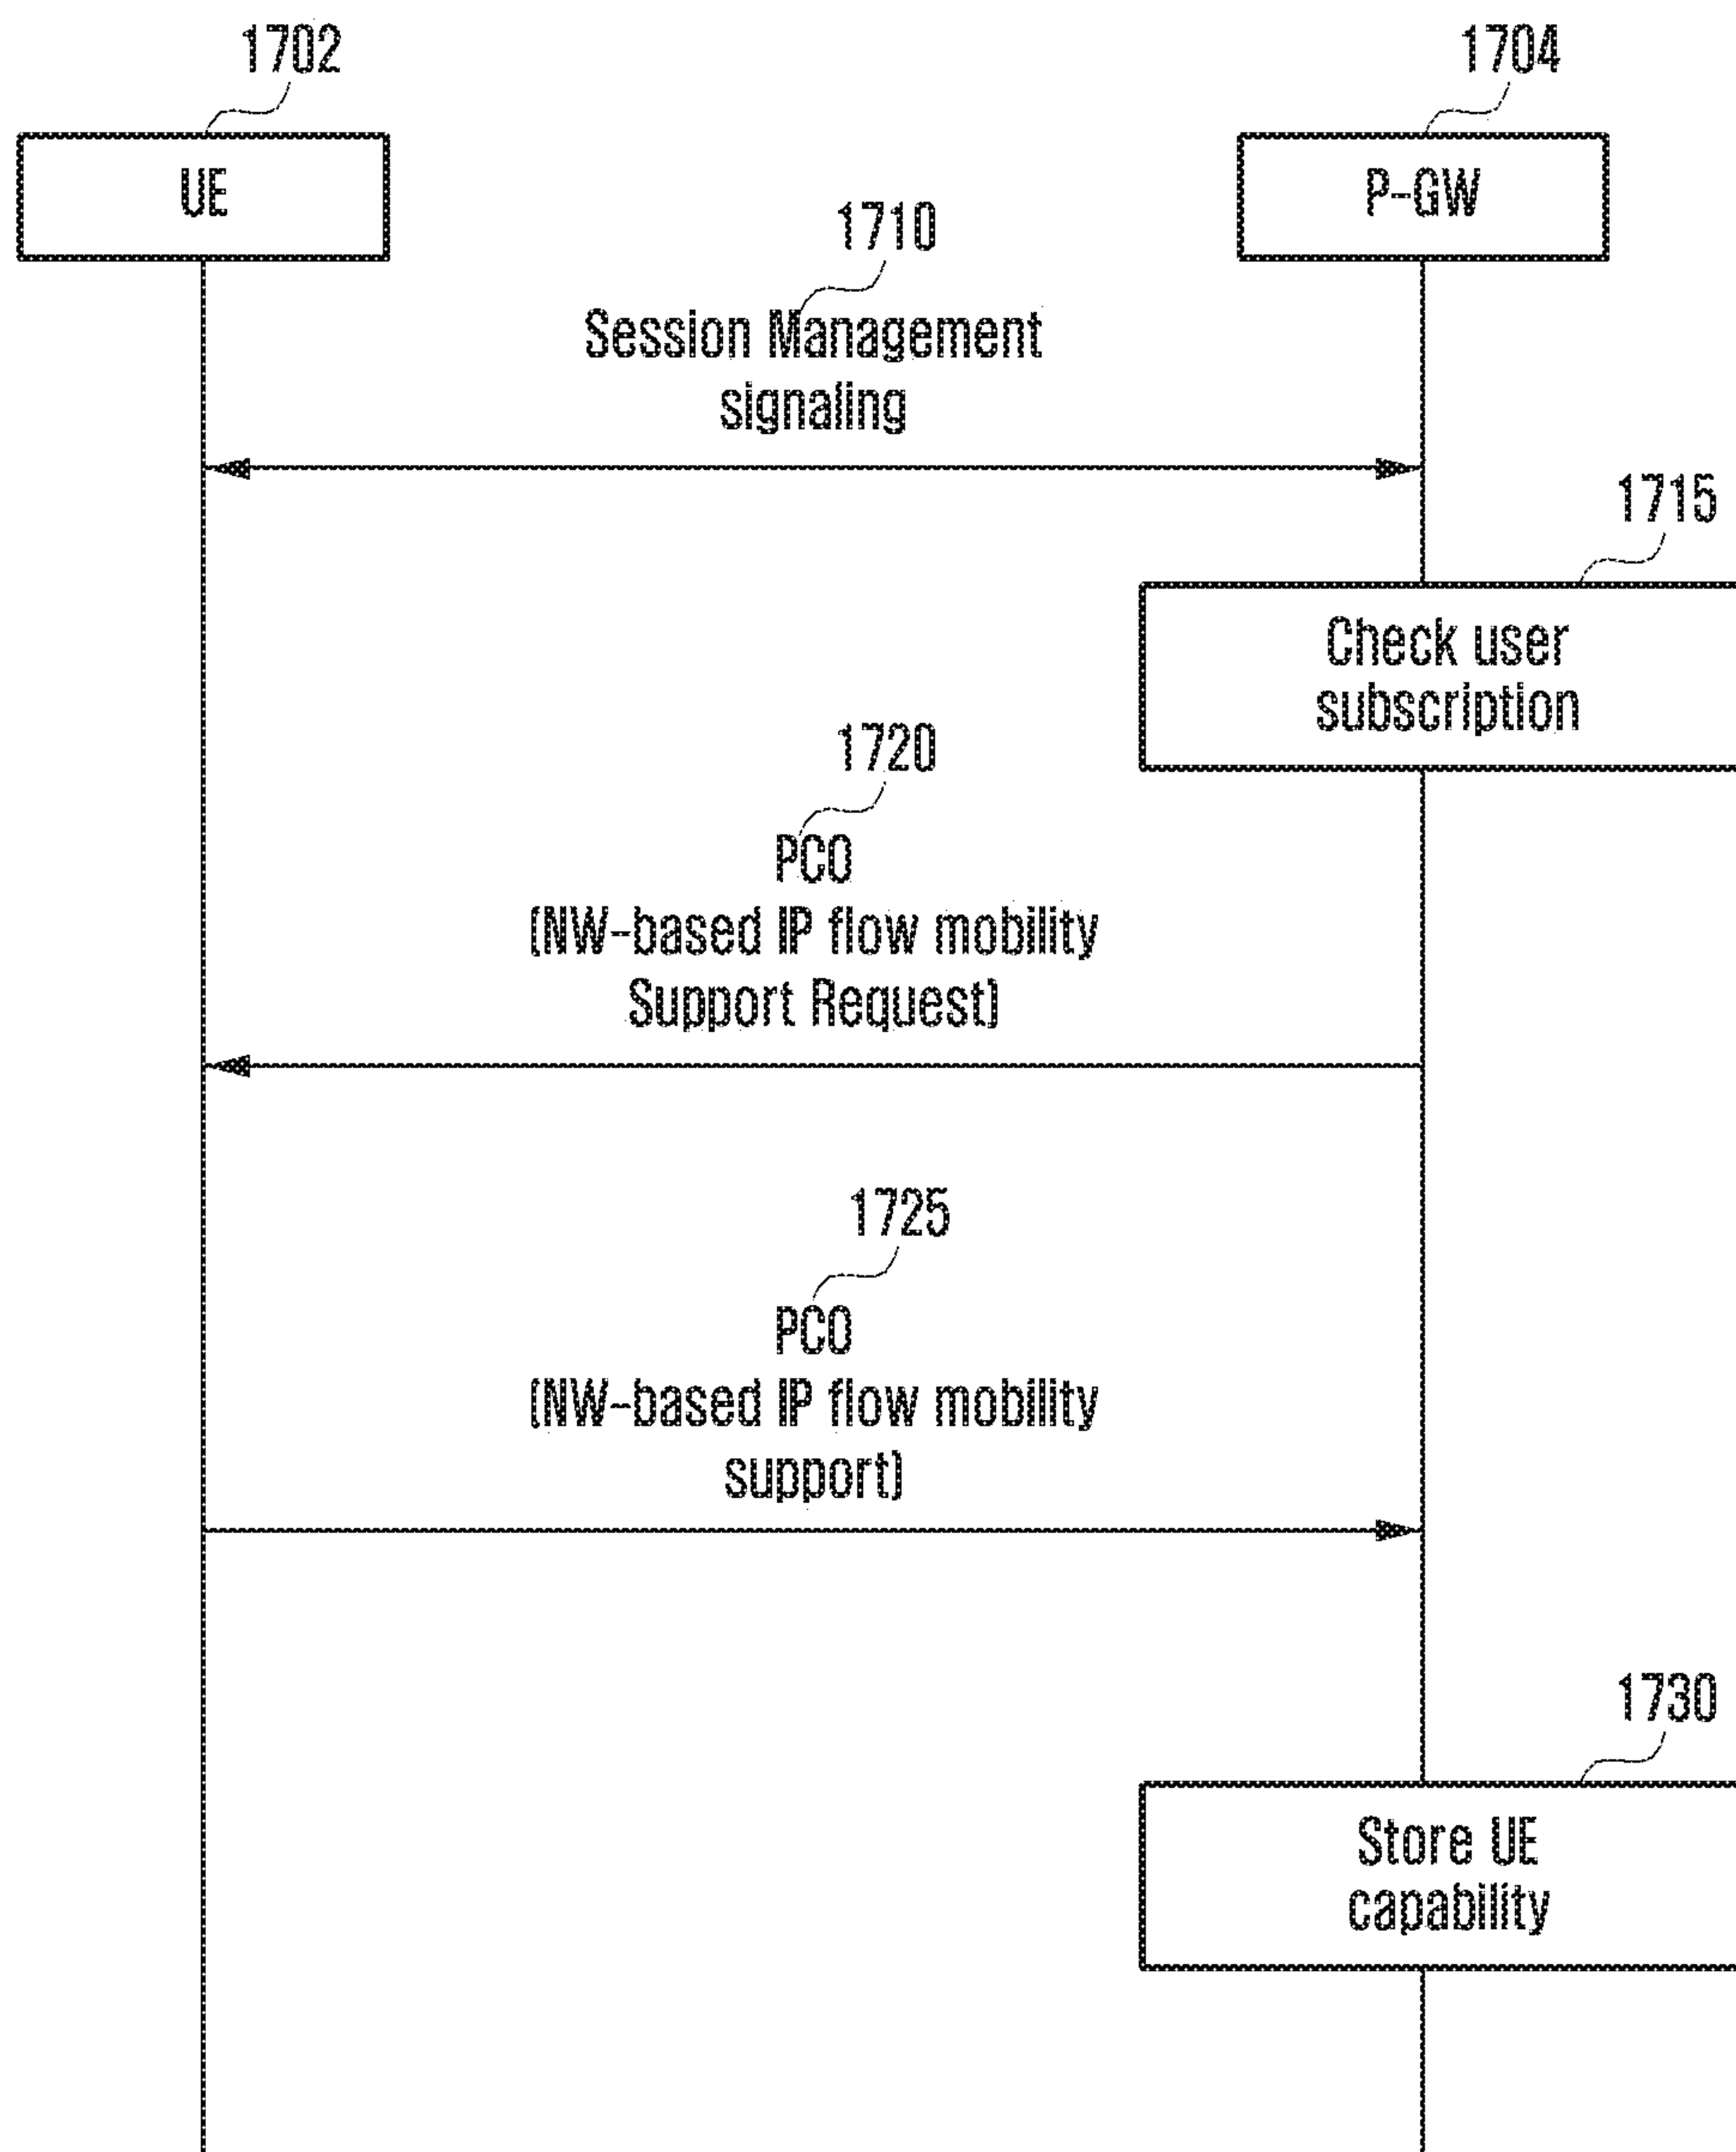 1702
1704
UE
P-GW
1710
Session Management
signaling
1715
Check user
subscription
1720
PCO
(NW-based IP flow mobility
Support Request)
1725
PCO
(NW-based IP flow mobility
support)
1730
Store UE
capability